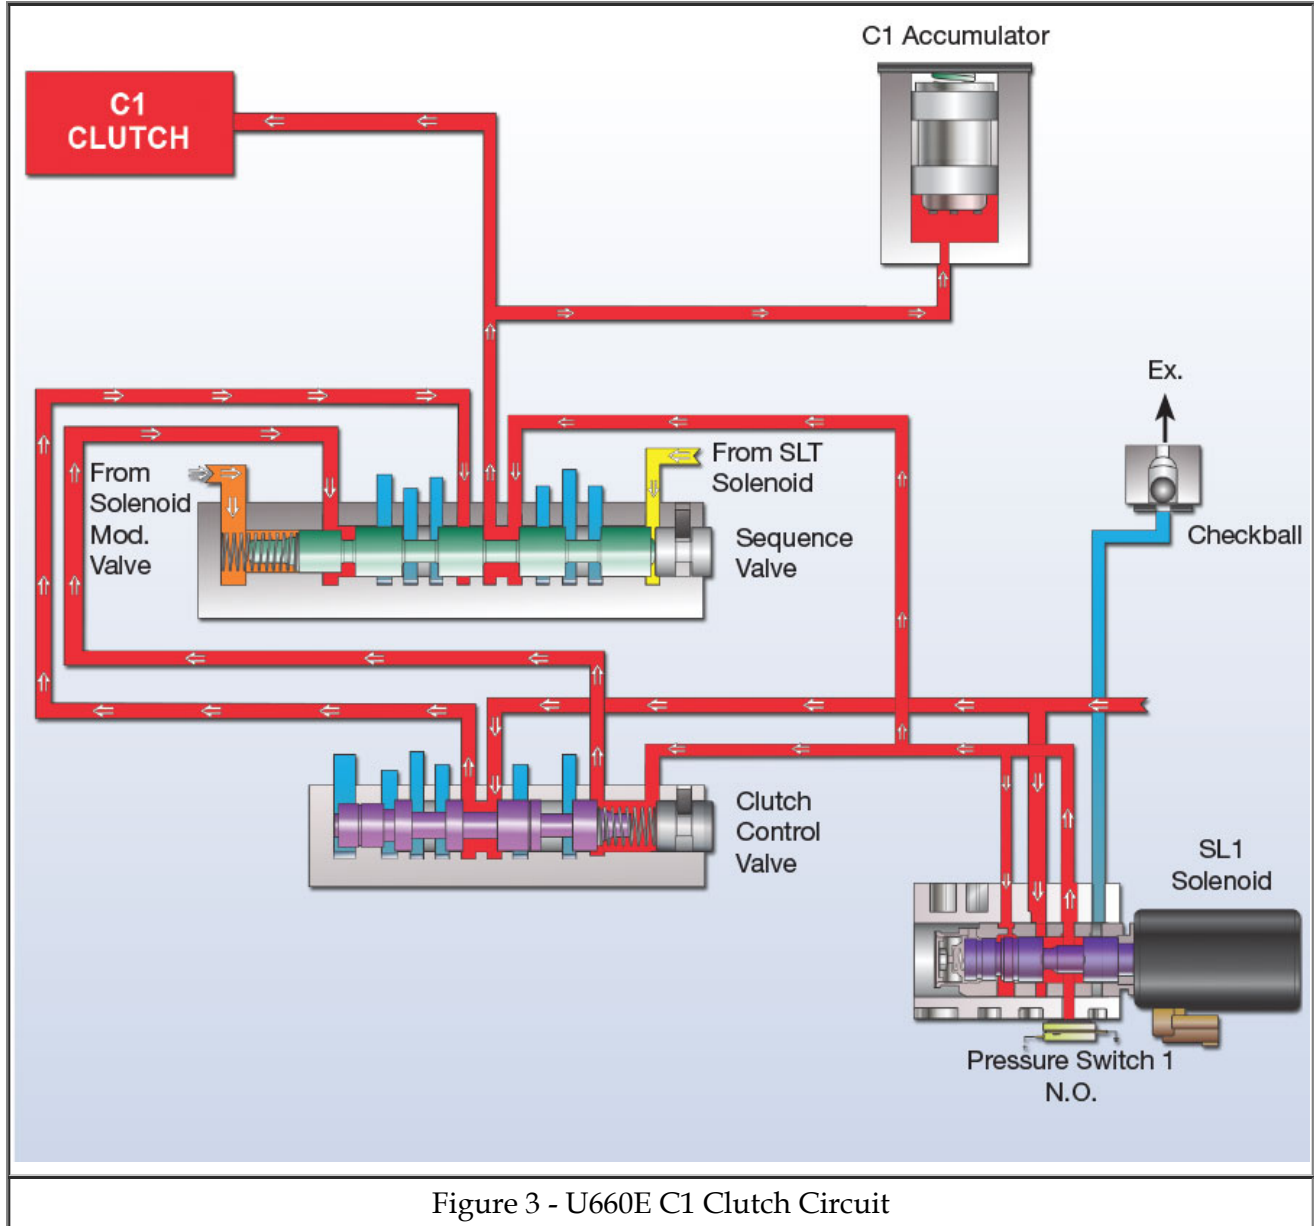 C1 Accumulator
C1
CLUTCH
Ex.
From
Solenoid
Mod.
Valve
From SLT
Solenoid
Sequence
Valve
Checkball
Clutch
Control
Valve
SL1
Solenoid
Pressure Switch 1
N.O.
Figure 3 - U660E C1 Clutch Circuit